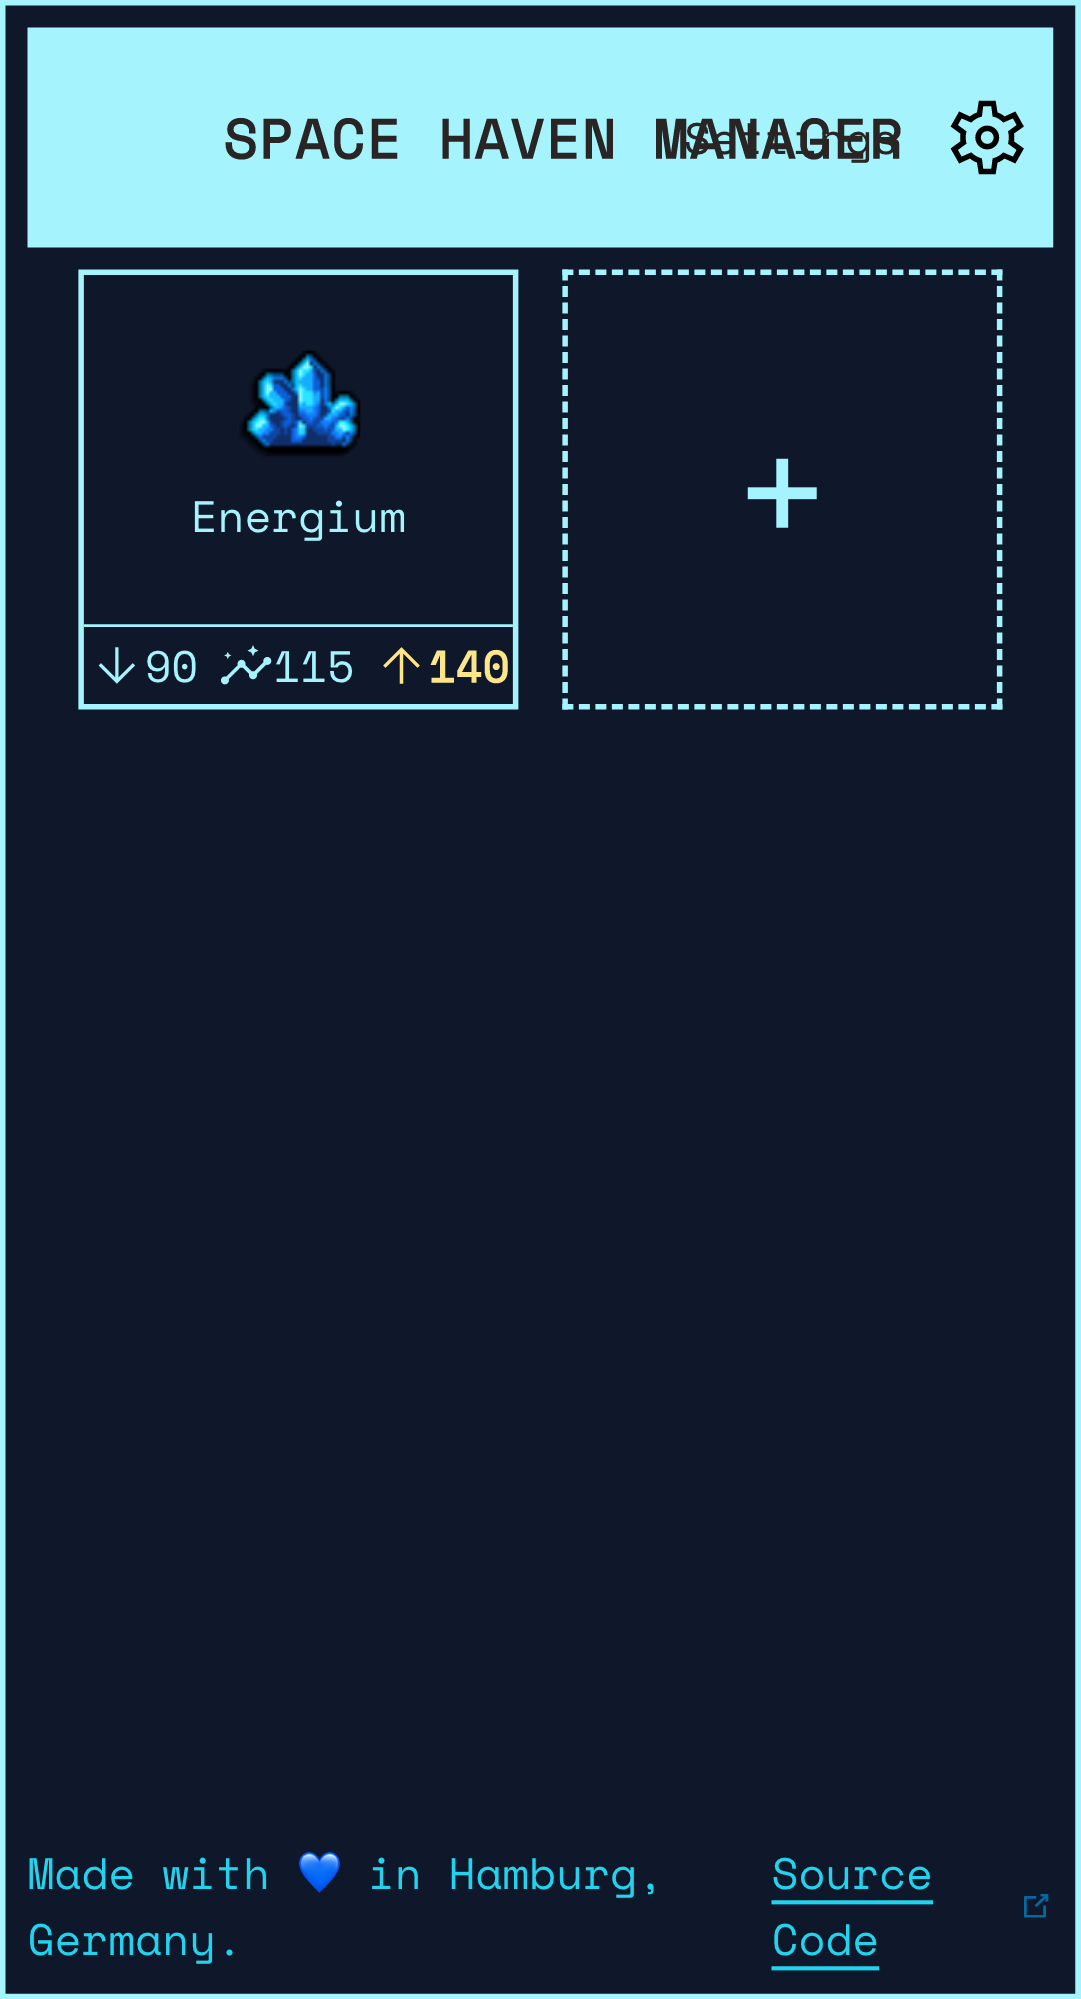 SPACE HAVEN MANAGER
Settings
Energium
90 115 140
Made with 💙 in Hamburg,
Germany.
Source
Code